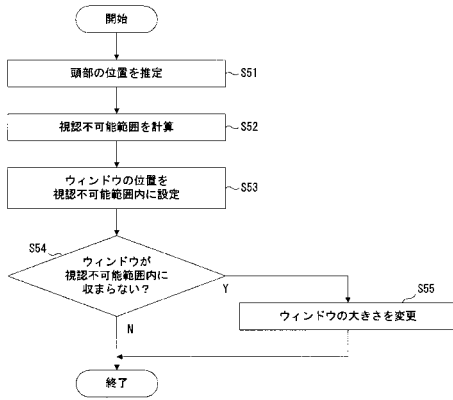 開始
頭部の位置を推定
S51
視認不可能範囲を計算
S52
ウィンドウの位置を
視認不可能範囲内に設定
S53
S54
ウィンドウが
視認不可能範囲内に
収まらない?
Y
S55
ウィンドウの大きさを変更
N
終了